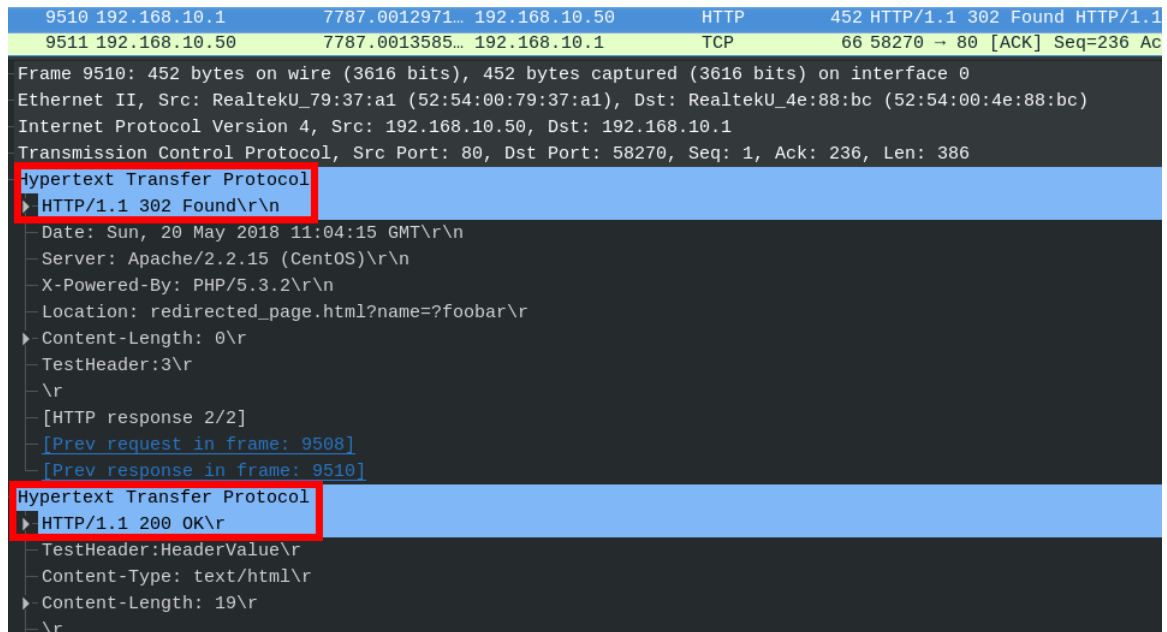 9510 192.168.10.1 7787.0012971… 192.168.10.50 HTTP 452 HTTP/1.1 302 Found HTTP/1.1
9511 192.168.10.50 7787.0013585… 192.168.10.1 TCP 66 58270 → 80 [ACK] Seq=236 Ac
Frame 9510: 452 bytes on wire (3616 bits), 452 bytes captured (3616 bits) on interface 0
Ethernet II, Src: RealtekU_79:37:a1 (52:54:00:79:37:a1), Dst: RealtekU_4e:88:bc (52:54:00:4e:88:bc)
Internet Protocol Version 4, Src: 192.168.10.50, Dst: 192.168.10.1
Transmission Control Protocol, Src Port: 80, Dst Port: 58270, Seq: 1, Ack: 236, Len: 386
Hypertext Transfer Protocol
HTTP/1.1 302 Found\r\n
Date: Sun, 20 May 2018 11:04:15 GMT\r\n
Server: Apache/2.2.15 (CentOS)\r\n
X-Powered-By: PHP/5.3.2\r\n
Location: redirected_page.html?name=?foobar\r
Content-Length: 0\r
TestHeader:3\r
\r
[HTTP response 2/2]
[Prev request in frame: 9508]
[Prev response in frame: 9510]
Hypertext Transfer Protocol
HTTP/1.1 200 OK\r
TestHeader:HeaderValue\r
Content-Type: text/html\r
Content-Length: 19\r
\r